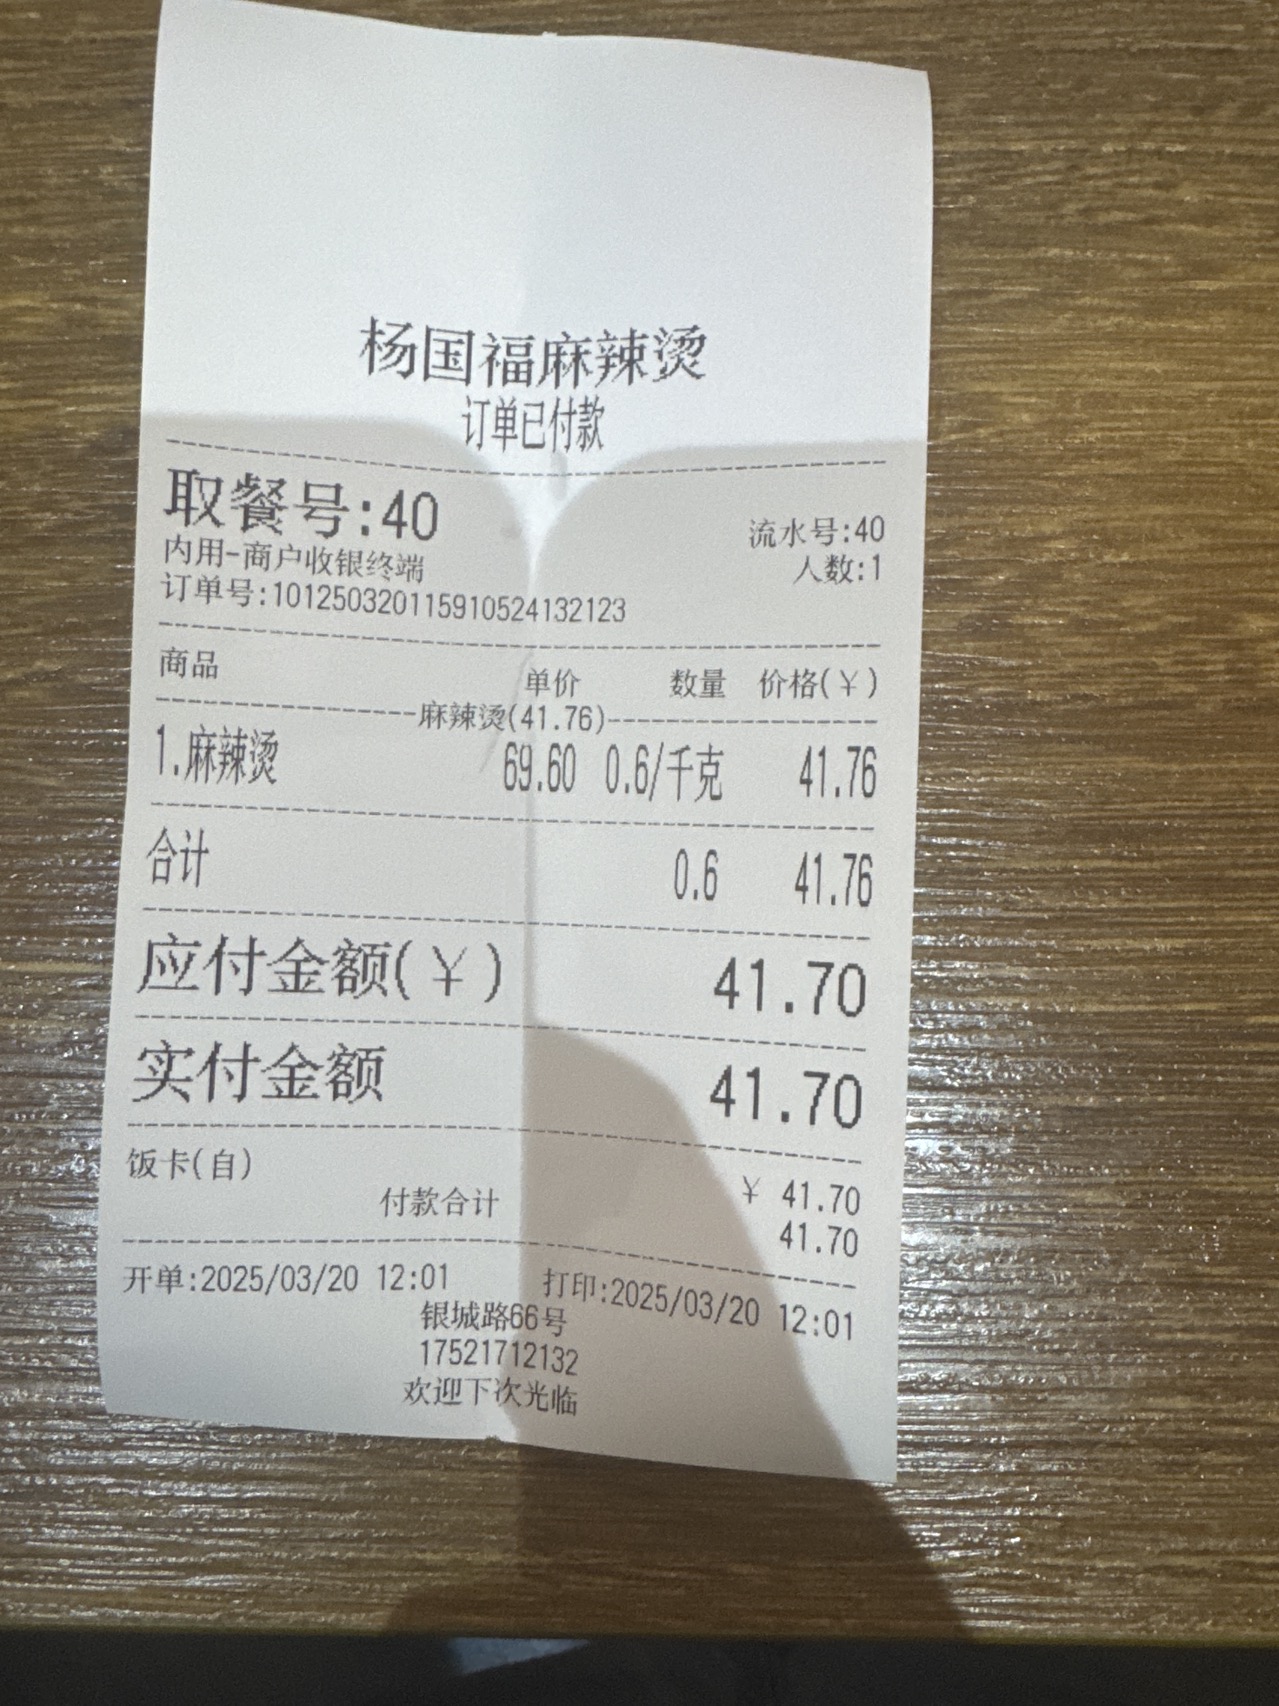 杨国福麻辣烫
订单已付款
取餐号:40 流水号:40
内用-商户收银终端 人数:1
订单号:101250320115910524132123
商品 单价 数量 价格(￥)
麻辣烫(41.76)
1.麻辣烫 69.60 0.6/千克 41.76
合计 0.6 41.76
应付金额(￥) 41.70
实付金额 41.70
饭卡(自) ￥ 41.70
付款合计 41.70
开单:2025/03/20 12:01 打印:2025/03/20 12:01
银城路66号
17521712132
欢迎下次光临